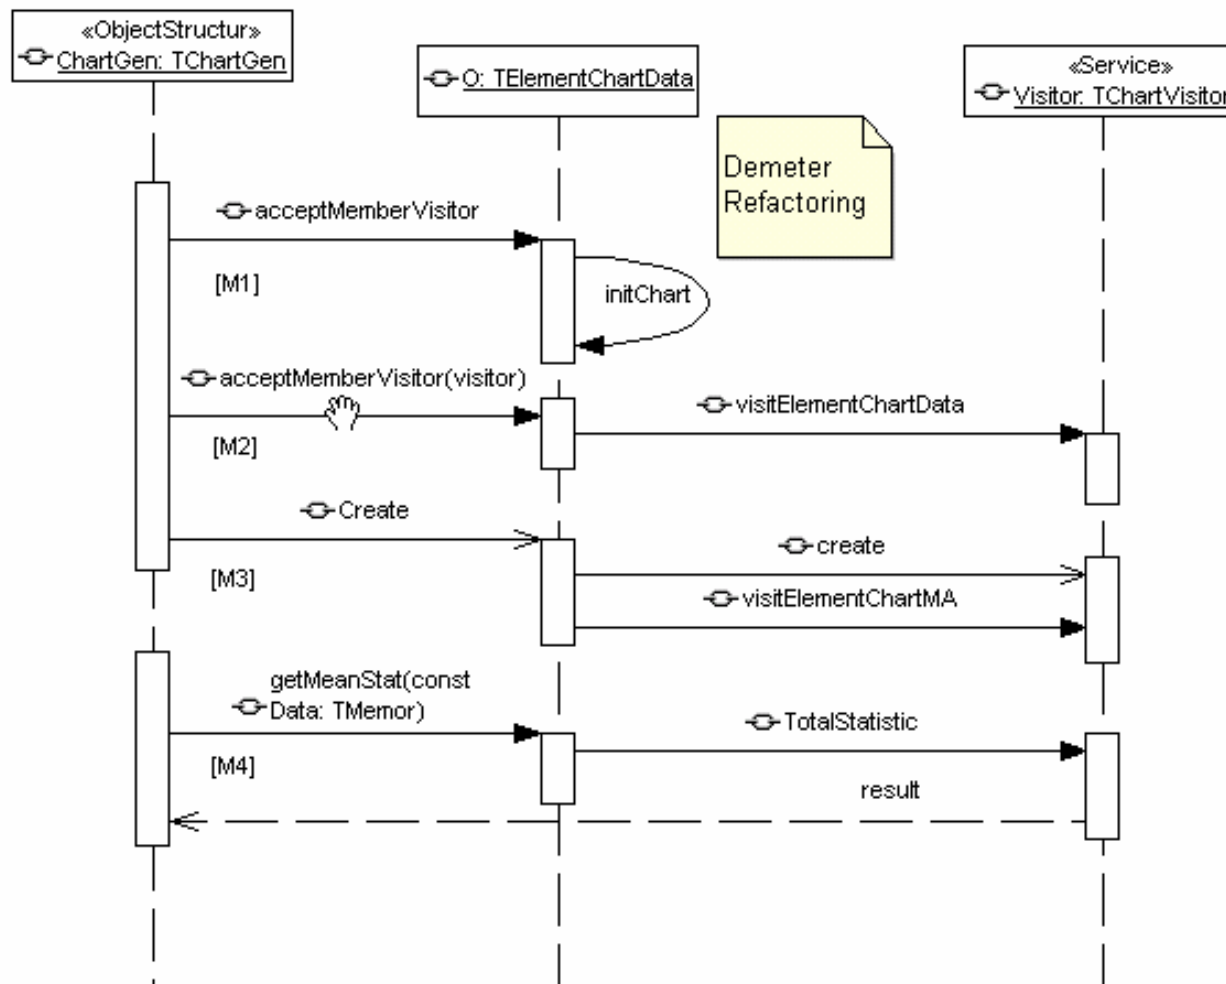 «ObjectStructur»
ChartGen: TChartGen
O: TElementChartData
«Service»
Visitor: TChartVisitor
Demeter
Refactoring
acceptMemberVisitor
[M1]
initChart
acceptMemberVisitor(visitor)
visitElementChartData
[M2]
Create
create
[M3]
visitElementChartMA
getMeanStat(const
Data: TMemor)
TotalStatistic
[M4]
result